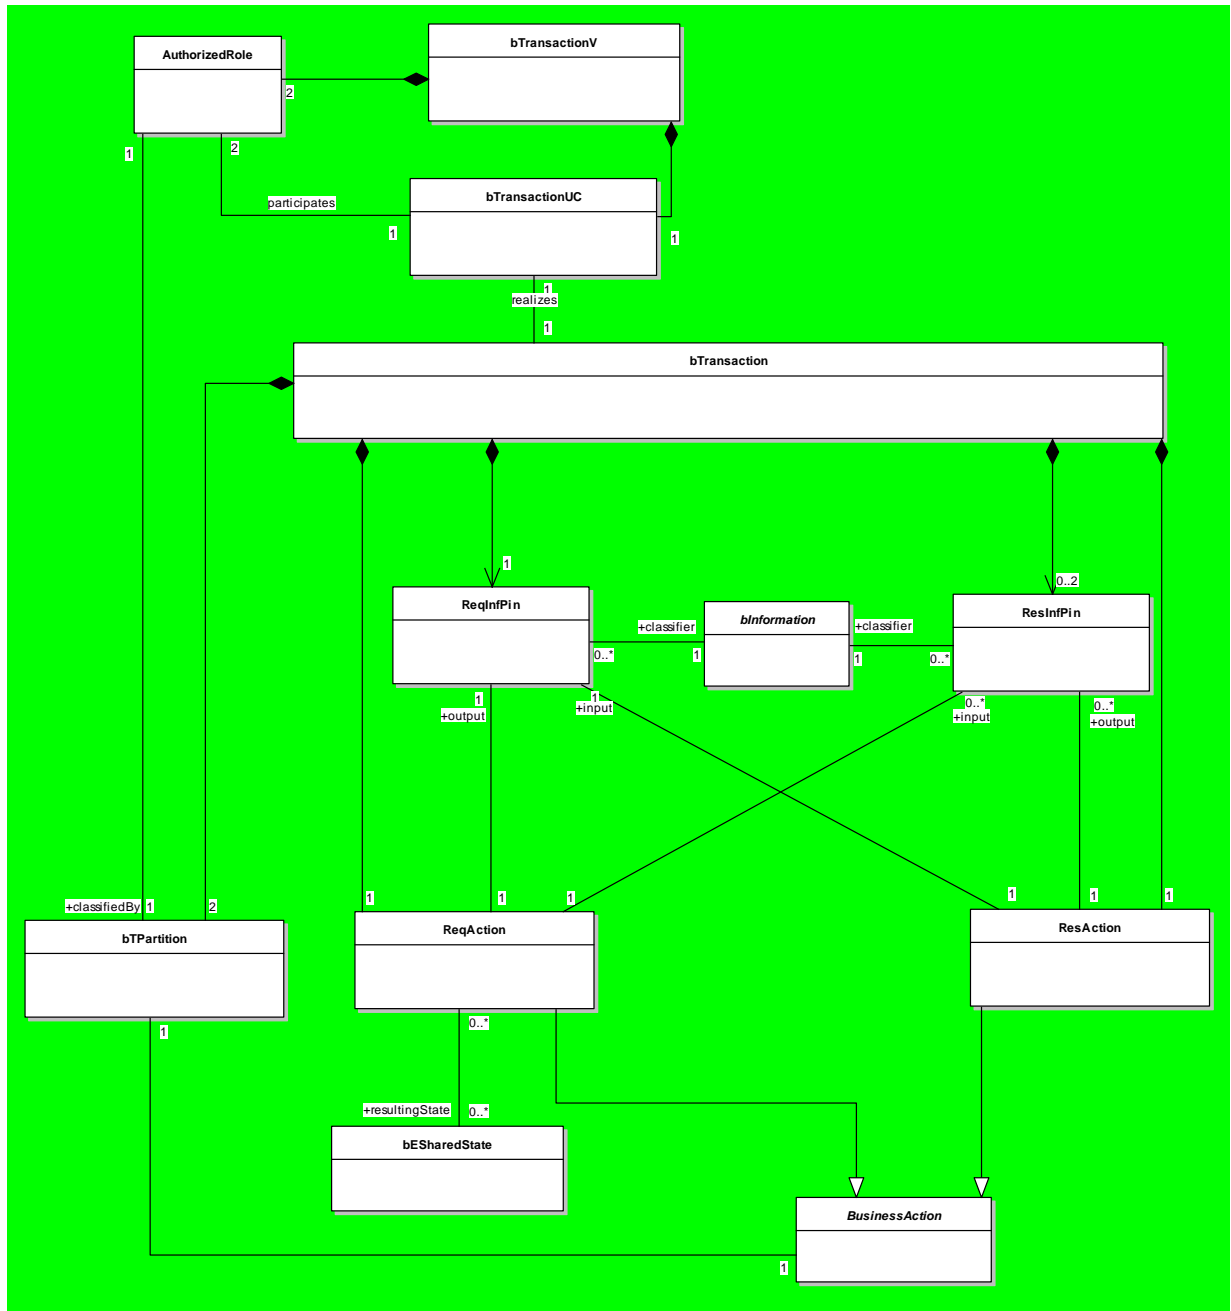 bTransactionV
AuthorizedRole
2
1
2
participates
bTransactionUC
1
1
1
realizes
1
bTransaction
1
0..2
ReqInfPin
bInformation
ResInfPin
+classifier
+classifier
0..*
1
1
0..*
1
+output
1
+input
0..*
+input
0..*
+output
+classifiedBy
1
2
1
1
1
1
1
1
bTPartition
ReqAction
ResAction
1
0..*
+resultingState
0..*
bESharedState
BusinessAction
1